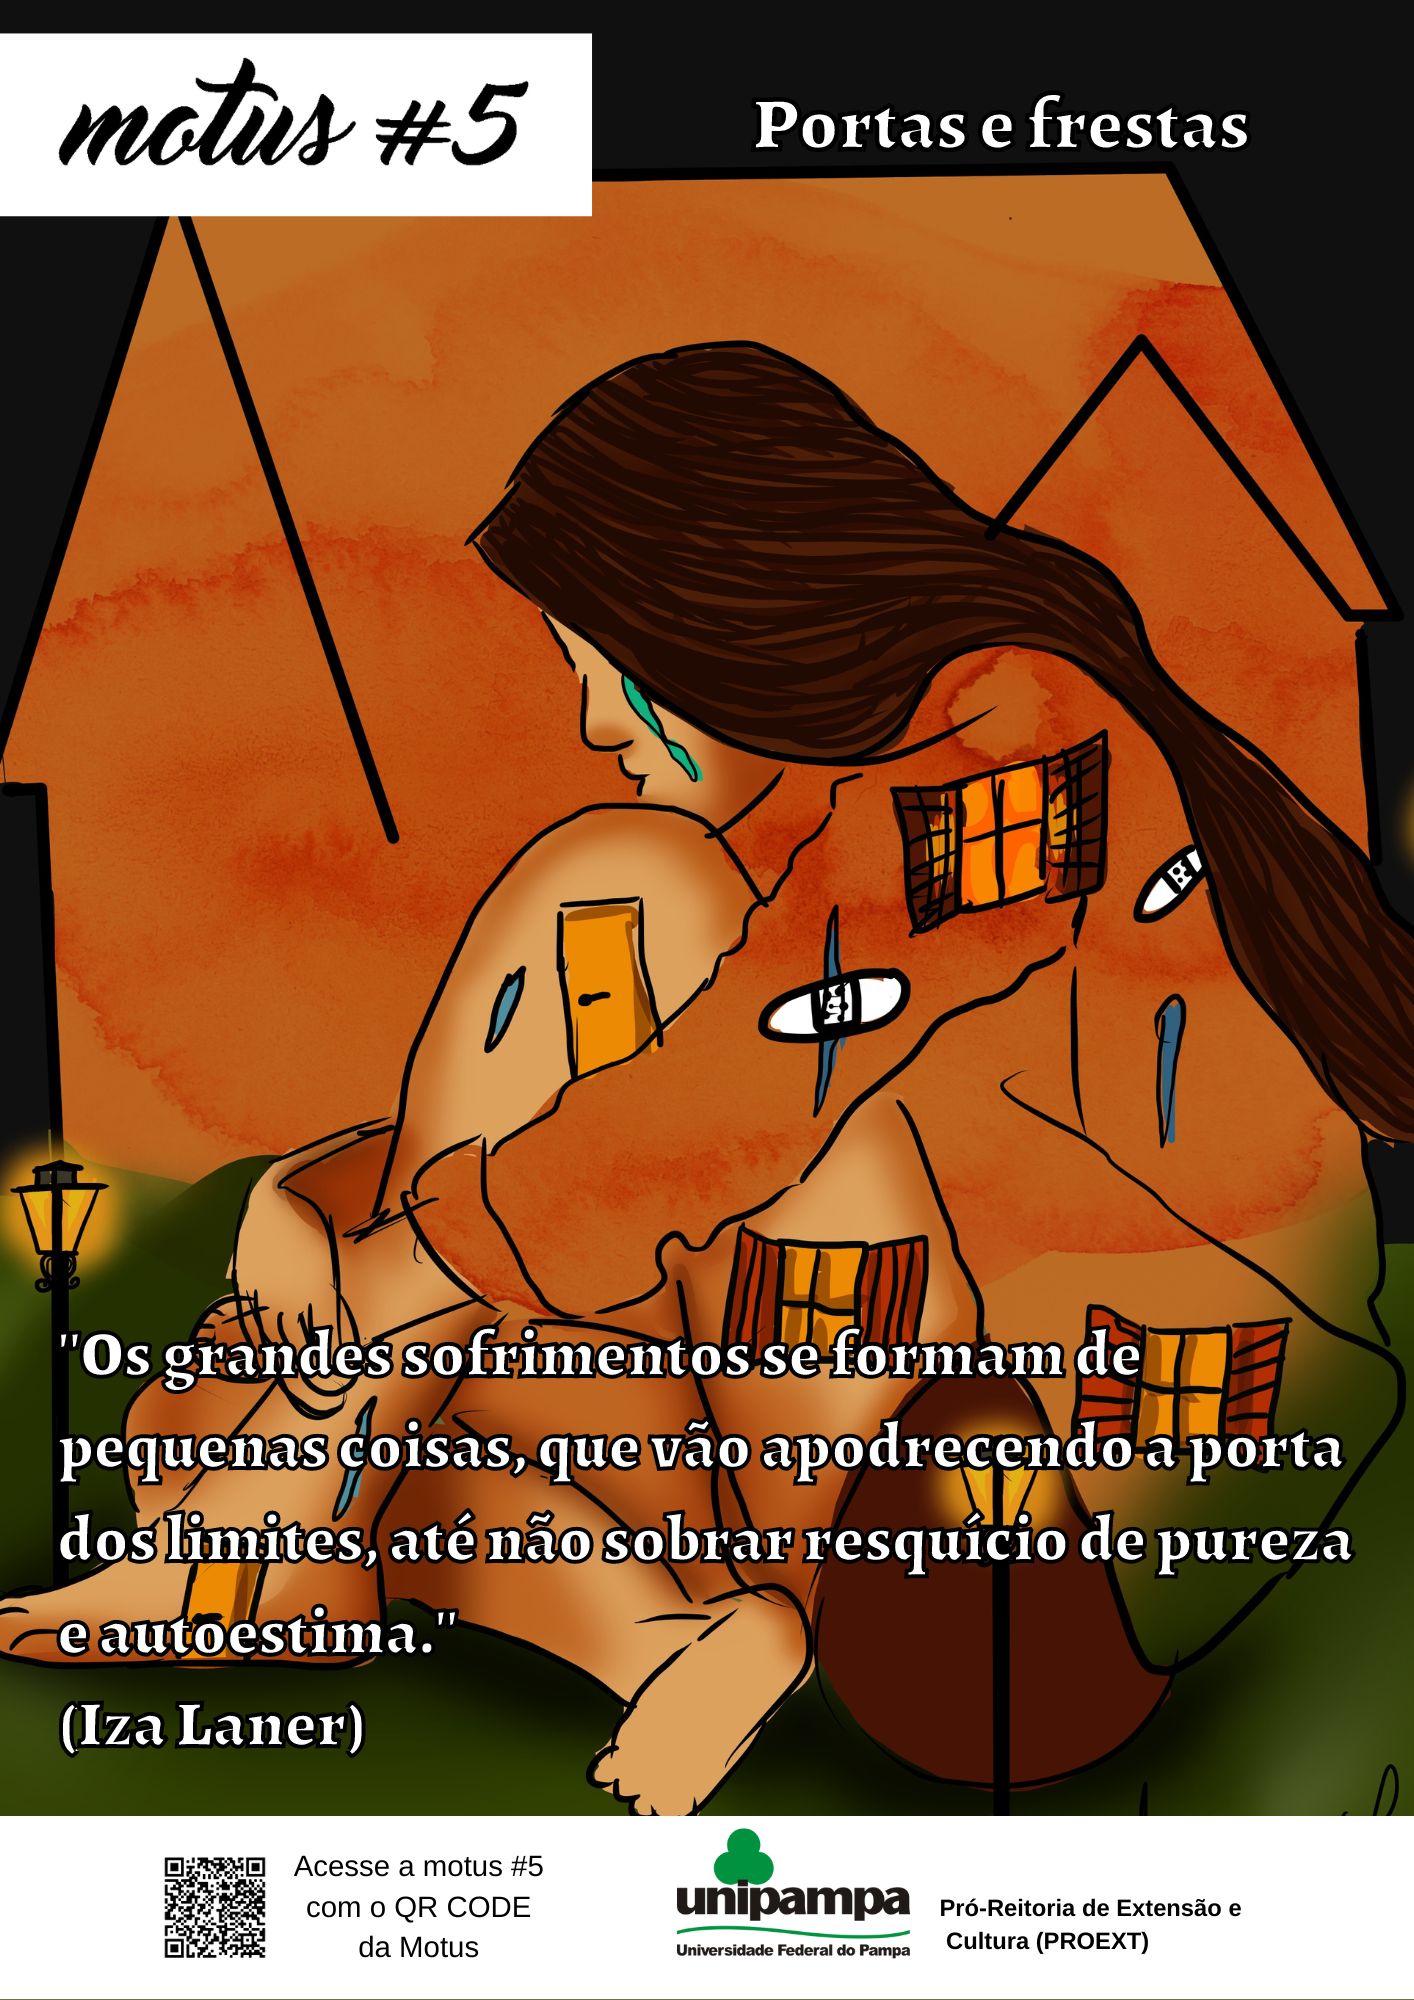 motus #5
Portas e frestas
"Os grandes sofrimentos se formam de
pequenas coisas, que vão apodrecendo a porta
dos limites, até não sobrar resquício de pureza
e autoestima."
(Iza Laner)
Acesse a motus #5
com o QR CODE
da Motus
unipampa
Universidade Federal do Pampa
Pró-Reitoria de Extensão e
Cultura (PROEXT)